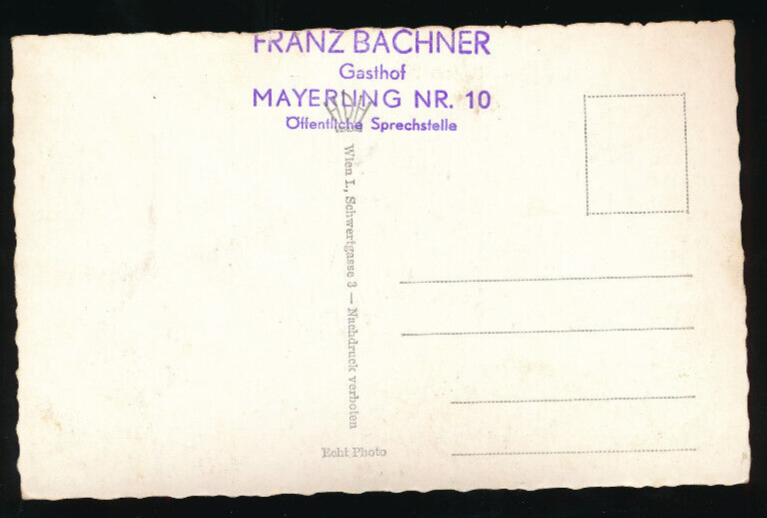 FRANZ BACHNER
Gasthof
MAYERLING NR. 10
Öffentliche Sprechstelle
Wien I., Schwertgasse 3 — Nachdruck verboten
Echt Photo